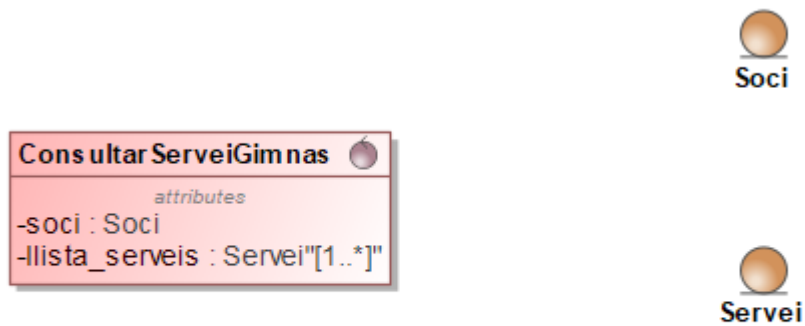 Soci
ConsultarServeiGimnas
attributes
-soci : Soci
-llista_serveis : Servei"[1..*]"
Servei